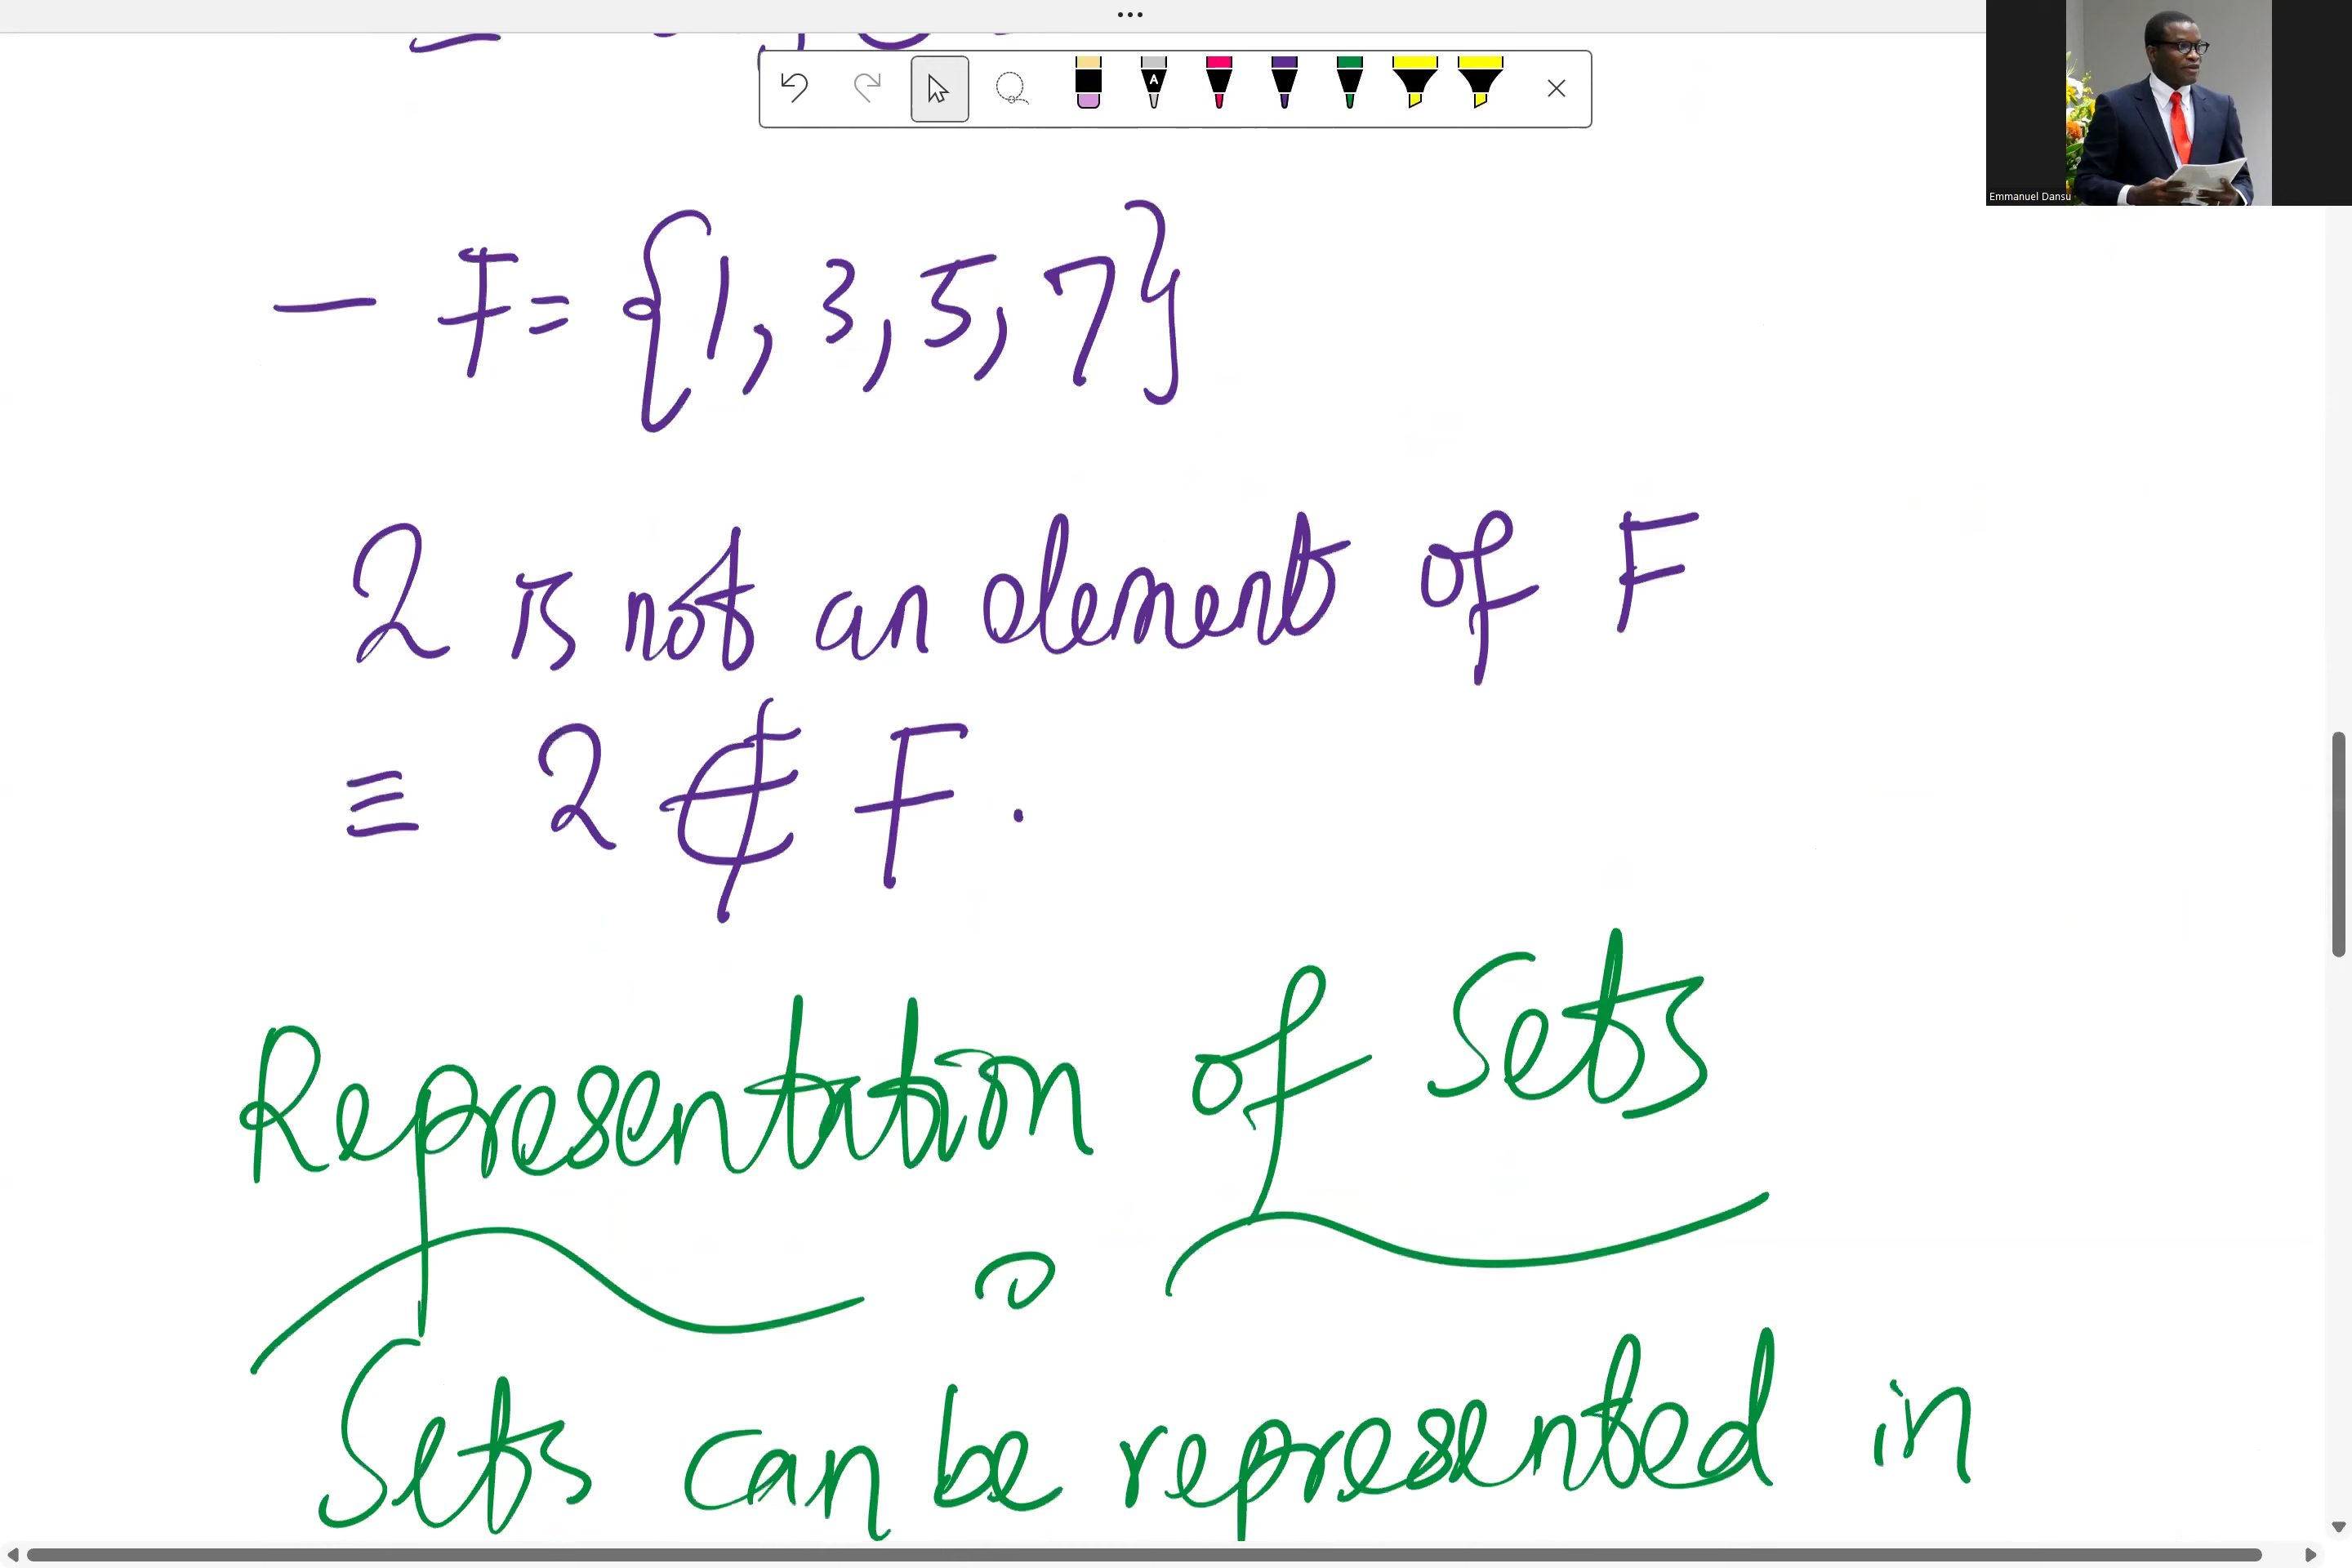 Emmanuel Dansu
— F = {1, 3, 5, 7}
2 is not an element of F
≡ 2 ∉ F.
Representation of Sets
Sets can be represented in